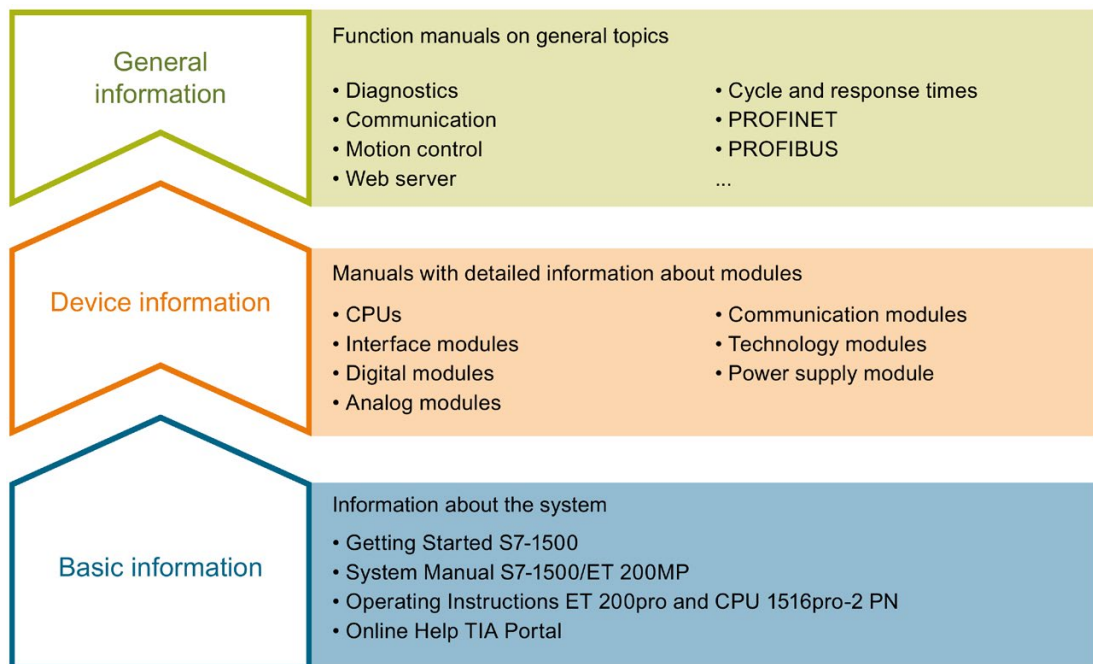 General
information
Function manuals on general topics
• Diagnostics
• Communication
• Motion control
• Web server
• Cycle and response times
• PROFINET
• PROFIBUS
...
Device information
Manuals with detailed information about modules
• CPUs
• Interface modules
• Digital modules
• Analog modules
• Communication modules
• Technology modules
• Power supply module
Basic information
Information about the system
• Getting Started S7-1500
• System Manual S7-1500/ET 200MP
• Operating Instructions ET 200pro and CPU 1516pro-2 PN
• Online Help TIA Portal